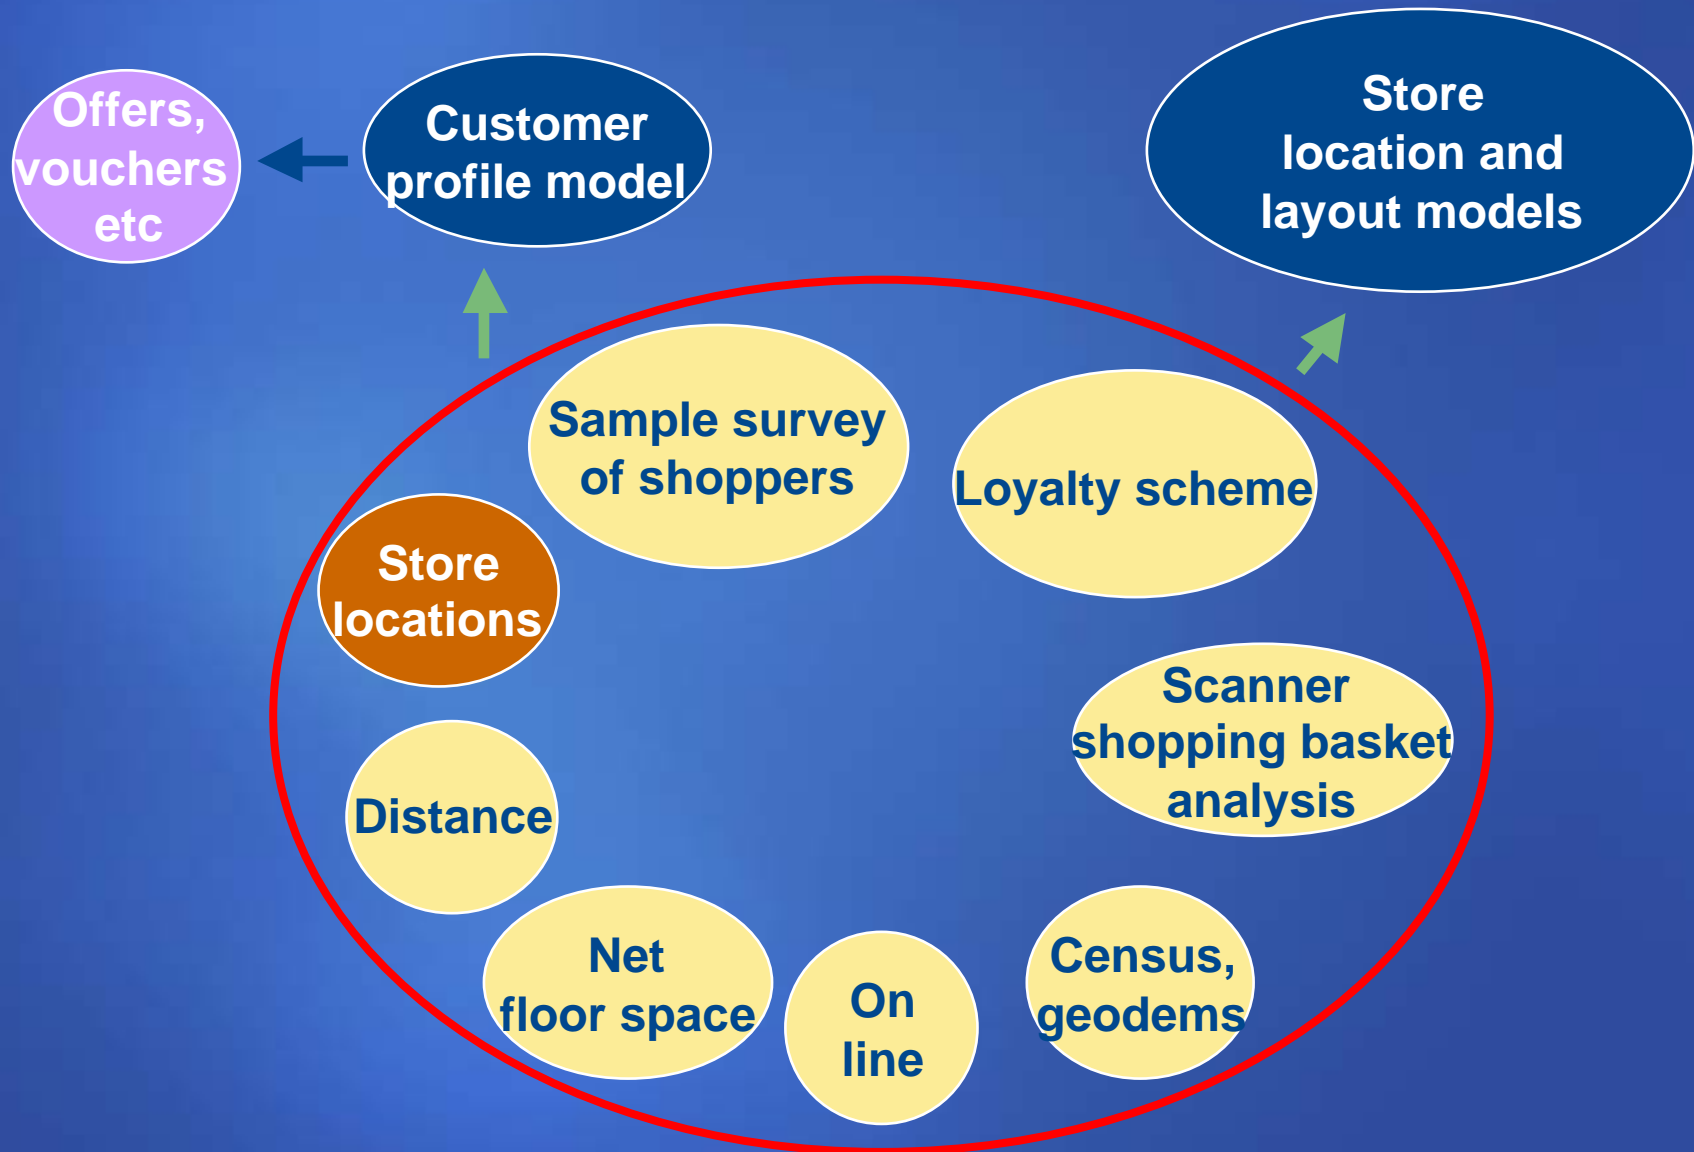 Offers,
vouchers
etc
Customer
profile model
Store
location and
layout models
Sample survey
of shoppers
Loyalty scheme
Store
locations
Scanner
shopping basket
analysis
Distance
Net
floor space
On
line
Census,
geodems